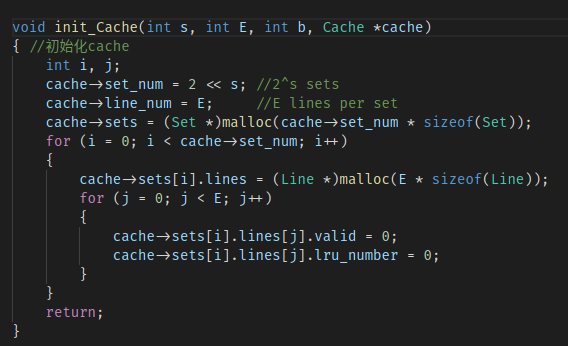 void init_Cache(int s, int E, int b, Cache *cache)
{ //初始化cache
    int i, j;
    cache->set_num = 2 << s; //2^s sets
    cache->line_num = E;     //E lines per set
    cache->sets = (Set *)malloc(cache->set_num * sizeof(Set));
    for (i = 0; i < cache->set_num; i++)
    {
        cache->sets[i].lines = (Line *)malloc(E * sizeof(Line));
        for (j = 0; j < E; j++)
        {
            cache->sets[i].lines[j].valid = 0;
            cache->sets[i].lines[j].lru_number = 0;
        }
    }
    return;
}